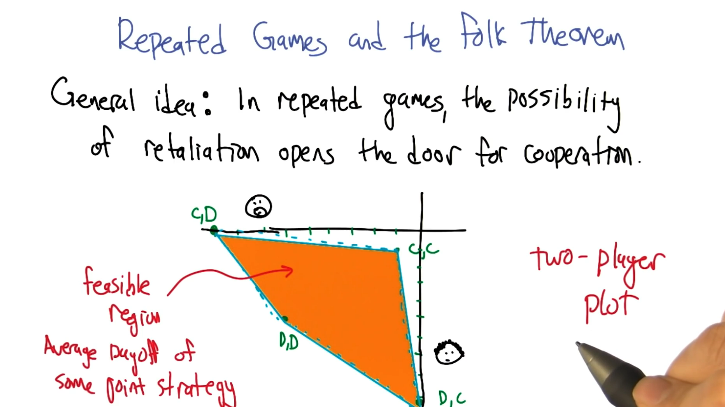 Repeated Games and the Folk Theorem
General idea: In repeated games, the possibility
of retaliation opens the door for cooperation.
C,D
C,C
two-player
plot
feasible
region
D,D
Average payoff of
some point strategy
D,C